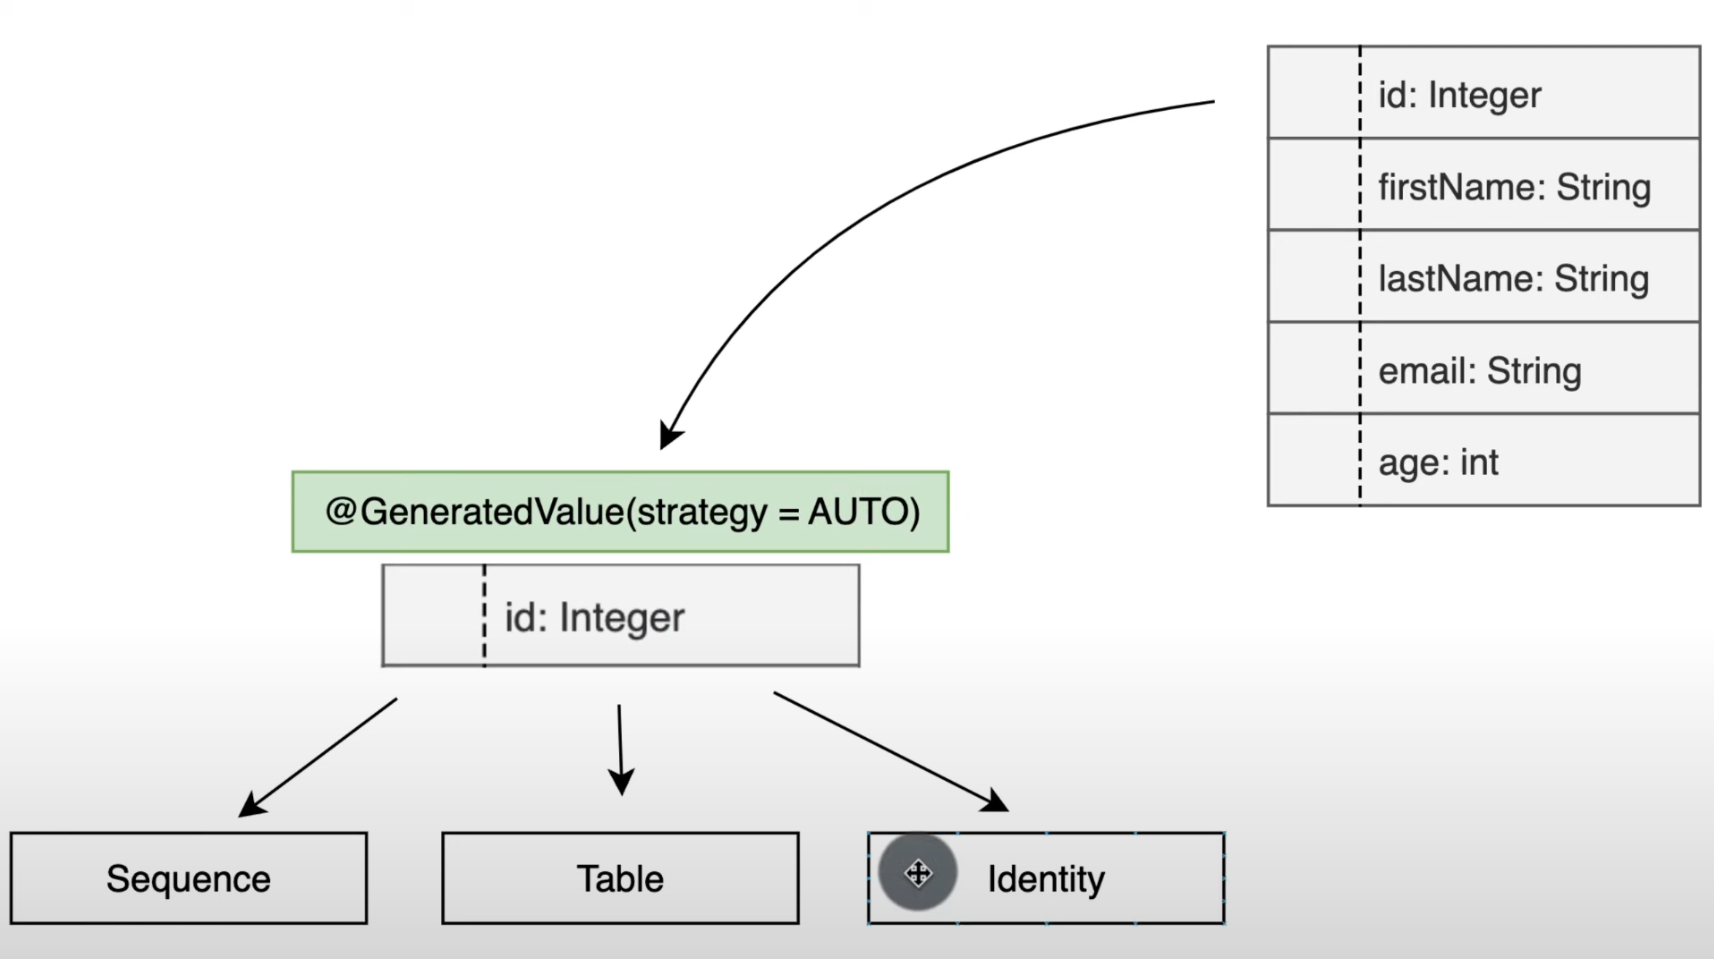 id: Integer
firstName: String
lastName: String
email: String
age: int
@GeneratedValue(strategy = AUTO)
id: Integer
Sequence
Table
Identity